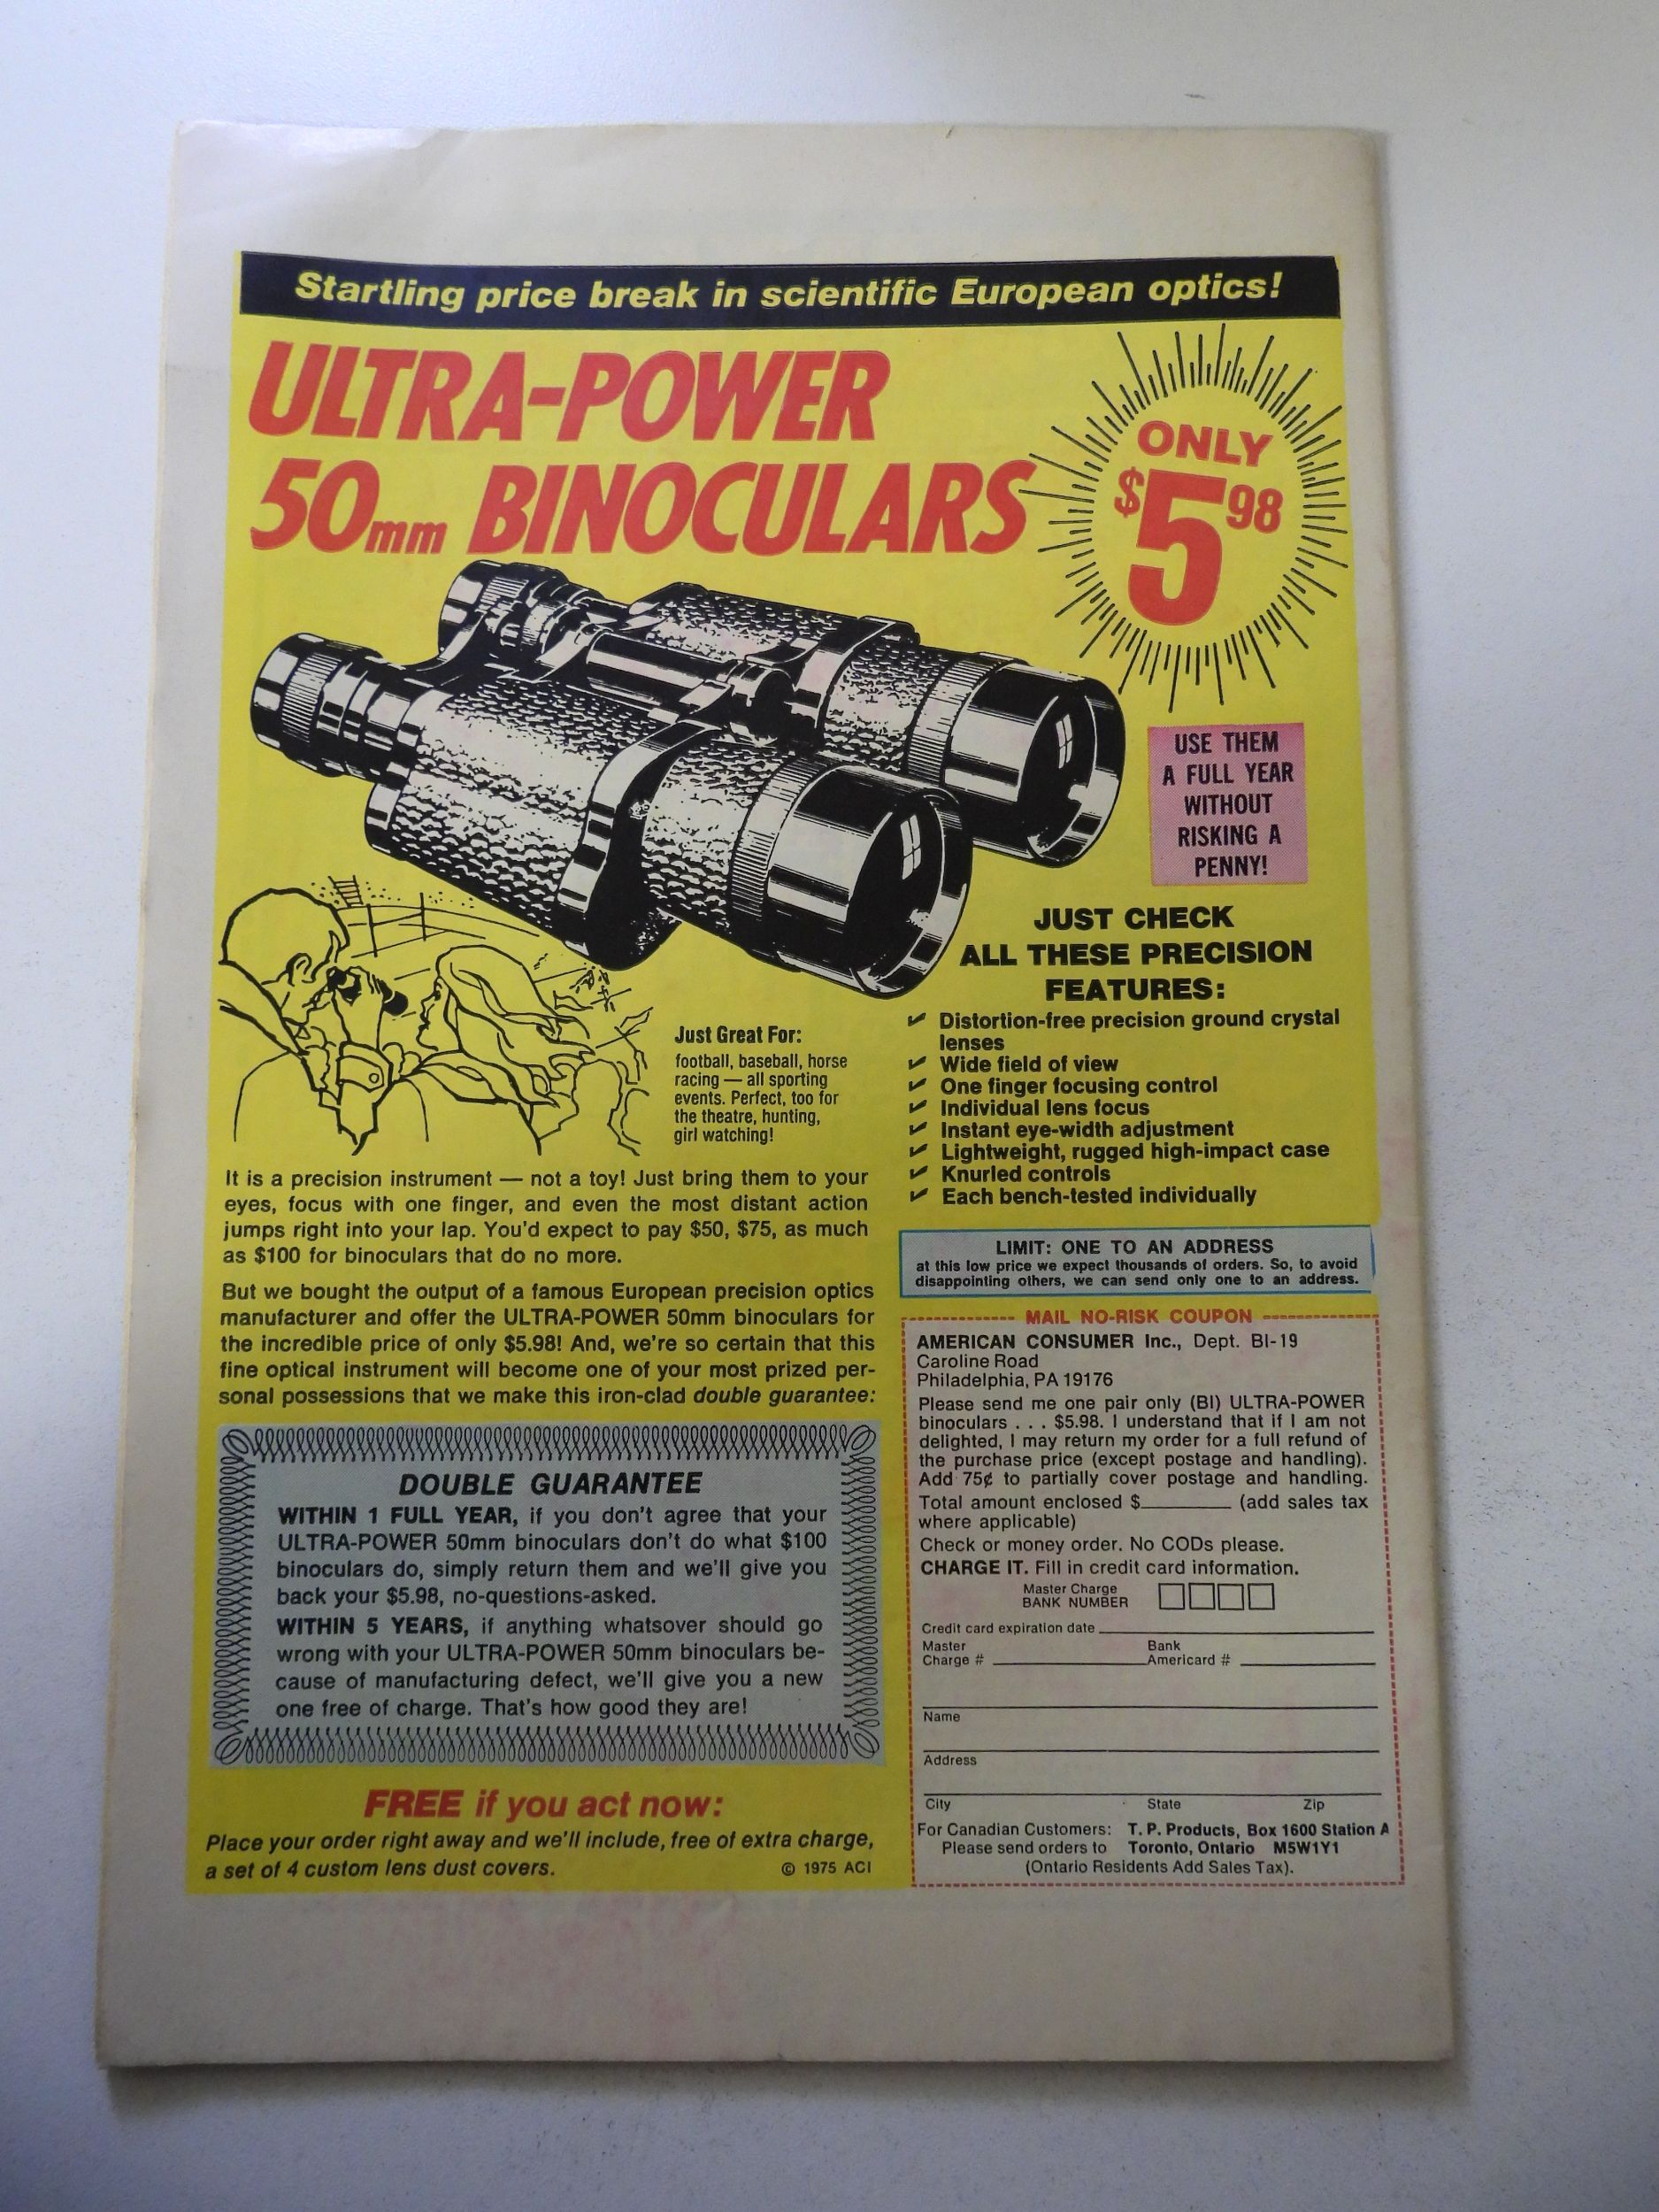 Startling price break in scientific European optics!
ULTRA-POWER
50mm BINOCULARS
ONLY
$5 98
USE THEM
A FULL YEAR
WITHOUT
RISKING A
PENNY!
JUST CHECK
ALL THESE PRECISION
FEATURES:
✔ Distortion-free precision ground crystal
lenses
✔ Wide field of view
✔ One finger focusing control
✔ Individual lens focus
✔ Instant eye-width adjustment
✔ Lightweight, rugged high-impact case
✔ Knurled controls
✔ Each bench-tested individually
Just Great For:
football, baseball, horse
racing — all sporting
events. Perfect, too for
the theatre, hunting,
girl watching!
It is a precision instrument — not a toy! Just bring them to your
eyes, focus with one finger, and even the most distant action
jumps right into your lap. You'd expect to pay $50, $75, as much
as $100 for binoculars that do no more.
But we bought the output of a famous European precision optics
manufacturer and offer the ULTRA-POWER 50mm binoculars for
the incredible price of only $5.98! And, we're so certain that this
fine optical instrument will become one of your most prized per-
sonal possessions that we make this iron-clad double guarantee:
DOUBLE GUARANTEE
WITHIN 1 FULL YEAR, if you don't agree that your
ULTRA-POWER 50mm binoculars don't do what $100
binoculars do, simply return them and we'll give you
back your $5.98, no-questions-asked.
WITHIN 5 YEARS, if anything whatsover should go
wrong with your ULTRA-POWER 50mm binoculars be-
cause of manufacturing defect, we'll give you a new
one free of charge. That's how good they are!
FREE if you act now:
Place your order right away and we'll include, free of extra charge,
a set of 4 custom lens dust covers.
© 1975 ACI
LIMIT: ONE TO AN ADDRESS
at this low price we expect thousands of orders. So, to avoid
disappointing others, we can send only one to an address.
MAIL NO-RISK COUPON
AMERICAN CONSUMER Inc., Dept. BI-19
Caroline Road
Philadelphia, PA 19176
Please send me one pair only (BI) ULTRA-POWER
binoculars . . . $5.98. I understand that if I am not
delighted, I may return my order for a full refund of
the purchase price (except postage and handling).
Add 75¢ to partially cover postage and handling.
Total amount enclosed $________ (add sales tax
where applicable)
Check or money order. No CODs please.
CHARGE IT. Fill in credit card information.
Master Charge
BANK NUMBER
Credit card expiration date
Master Bank
Charge # Americard #
Name
Address
City State Zip
For Canadian Customers: T. P. Products, Box 1600 Station A
Please send orders to Toronto, Ontario M5W1Y1
(Ontario Residents Add Sales Tax).